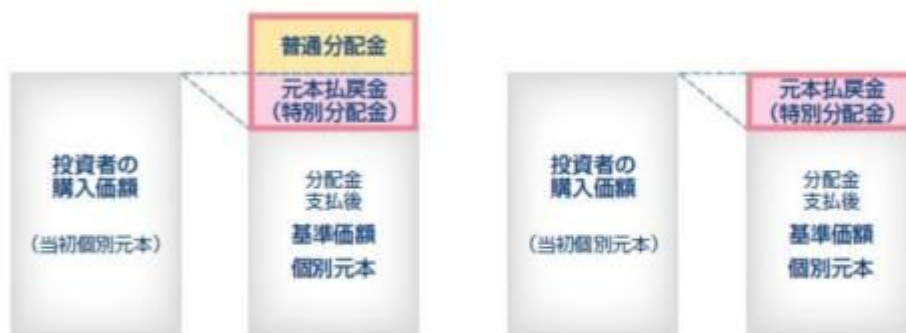 普通分配金
元本払戻金
(特別分配金)
投資者の
購入価額
(当初個別元本)
分配金
支払後
基準価額
個別元本
元本払戻金
(特別分配金)
投資者の
購入価額
(当初個別元本)
分配金
支払後
基準価額
個別元本